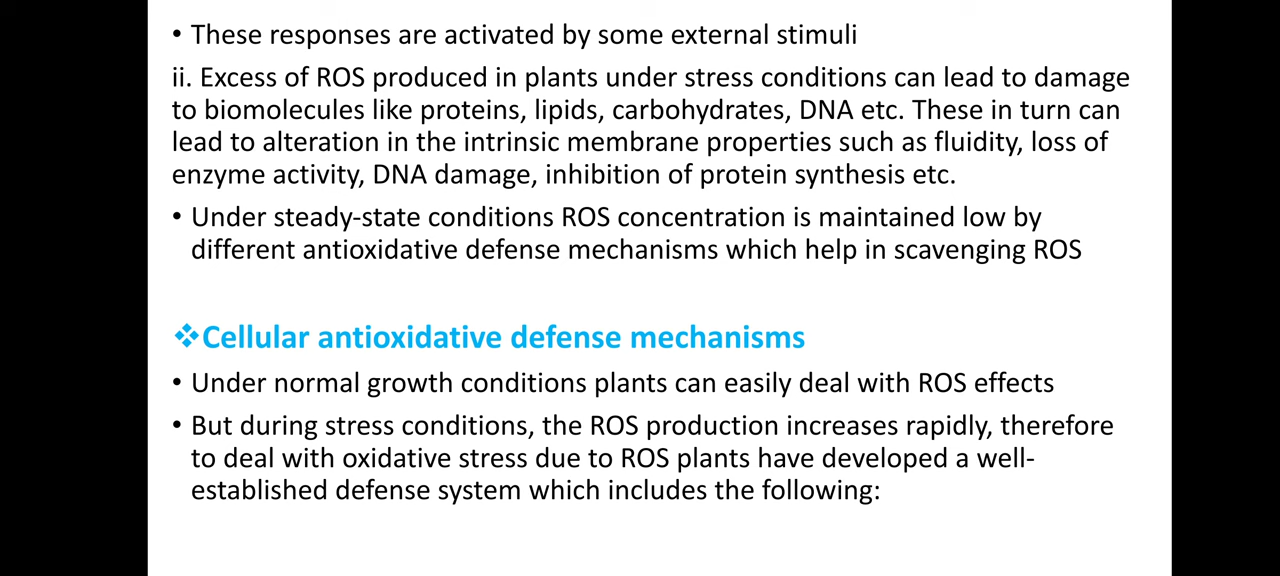 • These responses are activated by some external stimuli
ii. Excess of ROS produced in plants under stress conditions can lead to damage
to biomolecules like proteins, lipids, carbohydrates, DNA etc. These in turn can
lead to alteration in the intrinsic membrane properties such as fluidity, loss of
enzyme activity, DNA damage, inhibition of protein synthesis etc.
• Under steady-state conditions ROS concentration is maintained low by
different antioxidative defense mechanisms which help in scavenging ROS
❖Cellular antioxidative defense mechanisms
• Under normal growth conditions plants can easily deal with ROS effects
• But during stress conditions, the ROS production increases rapidly, therefore
to deal with oxidative stress due to ROS plants have developed a well-
established defense system which includes the following: